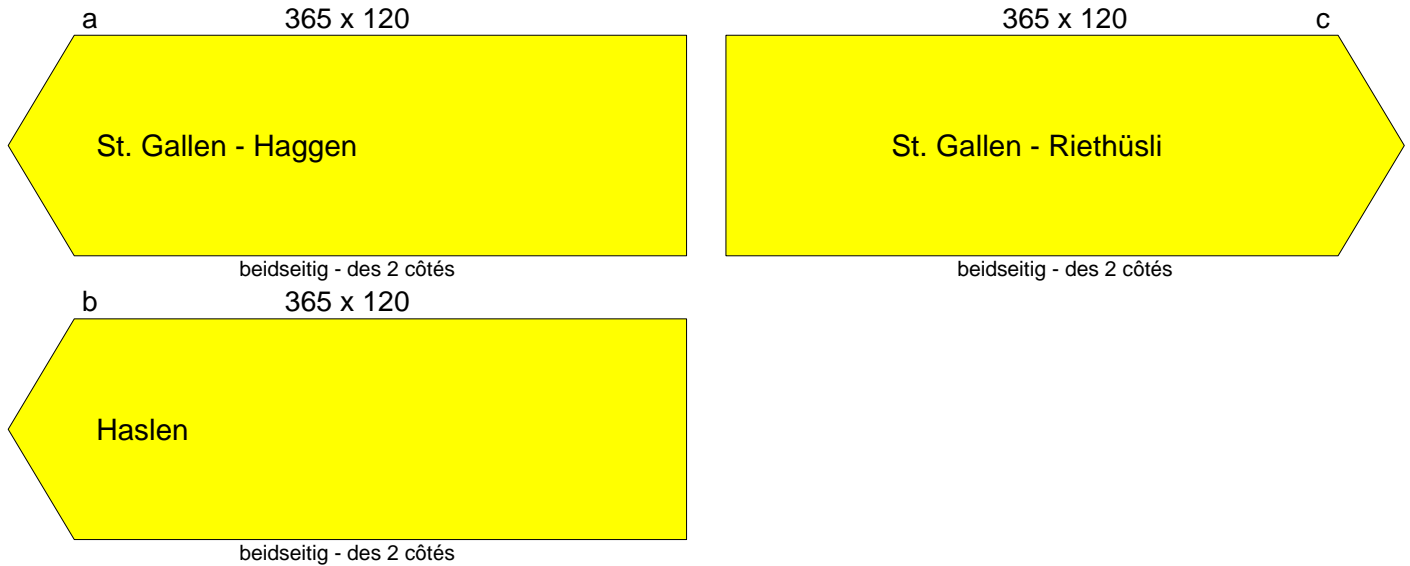 a 365 x 120
St. Gallen - Haggen
beidseitig - des 2 côtés
365 x 120 c
St. Gallen - Riethüsli
beidseitig - des 2 côtés
b 365 x 120
Haslen
beidseitig - des 2 côtés